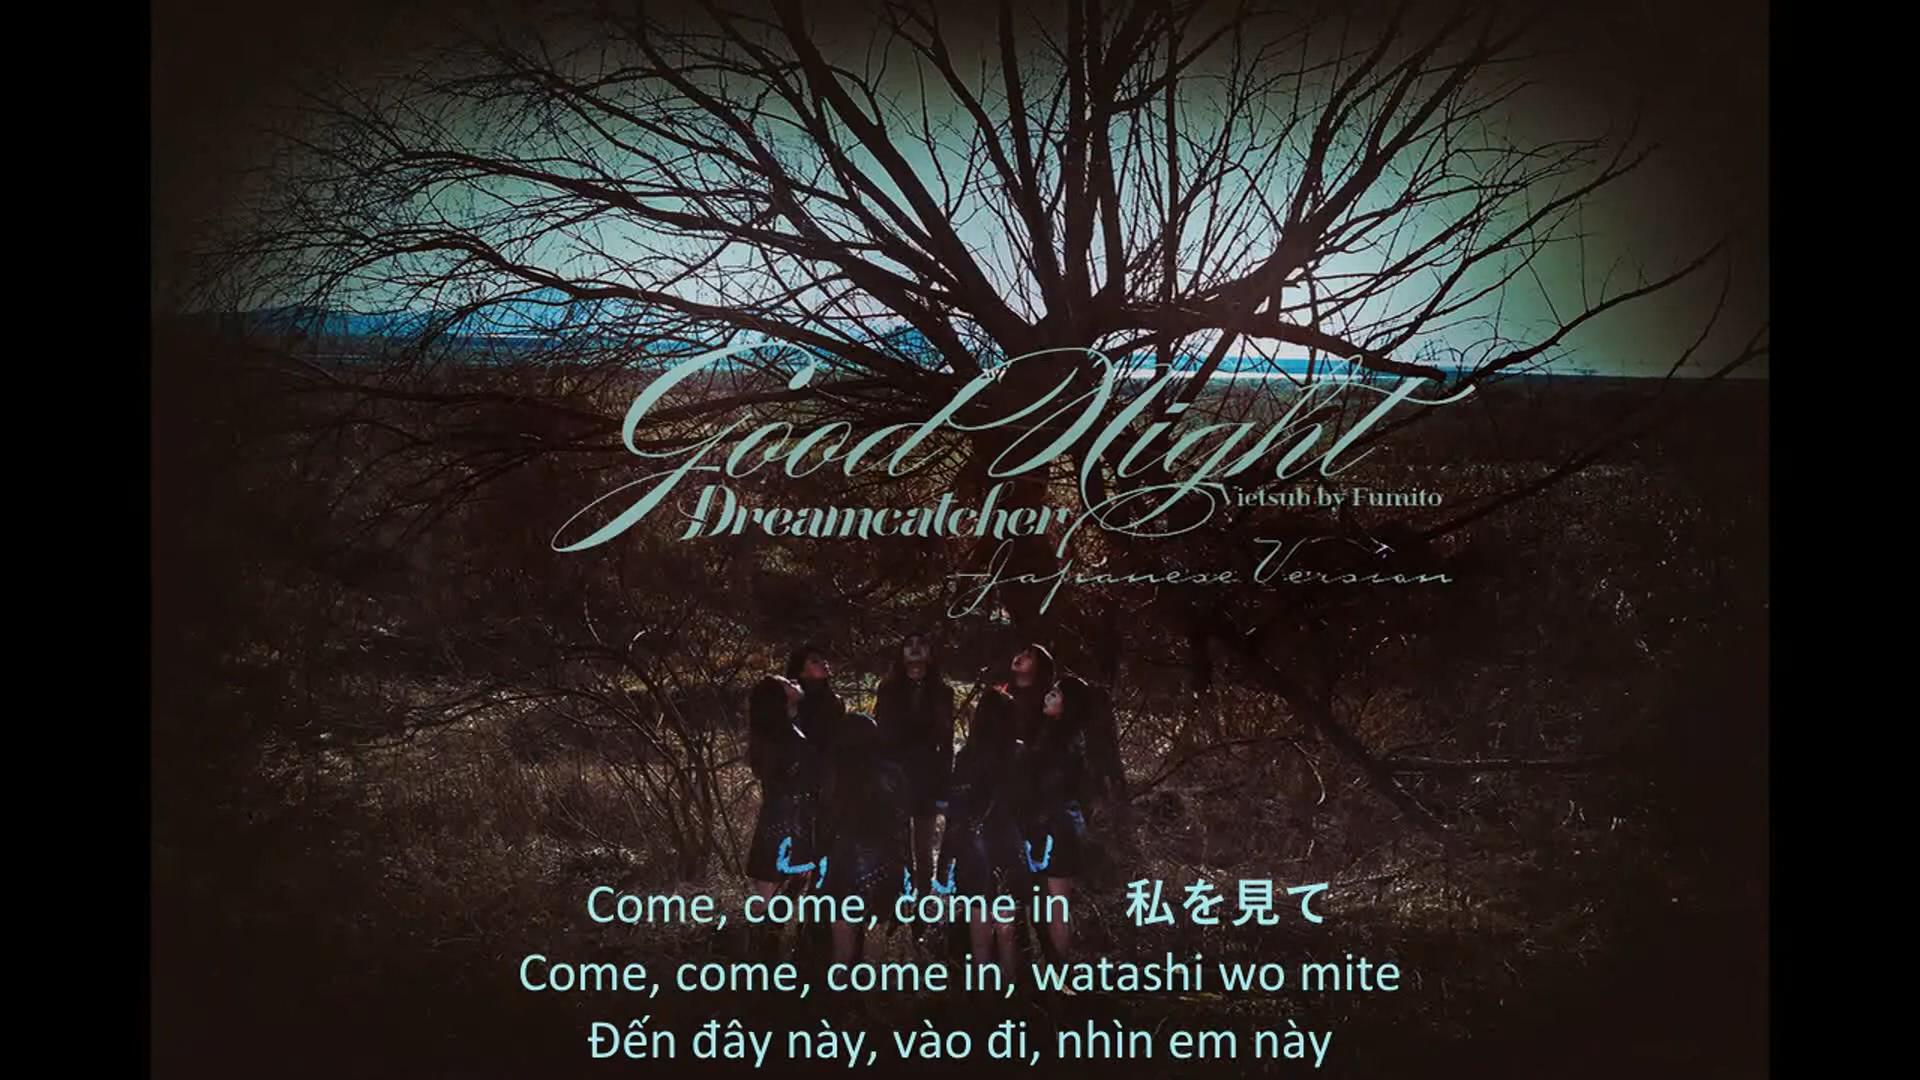 Good Night
Dreamcatcher
Vietsub by Fumito
Japanese Version
Come, come, come in 私を見て
Come, come, come in, watashi wo mite
Đến đây này, vào đi, nhìn em này